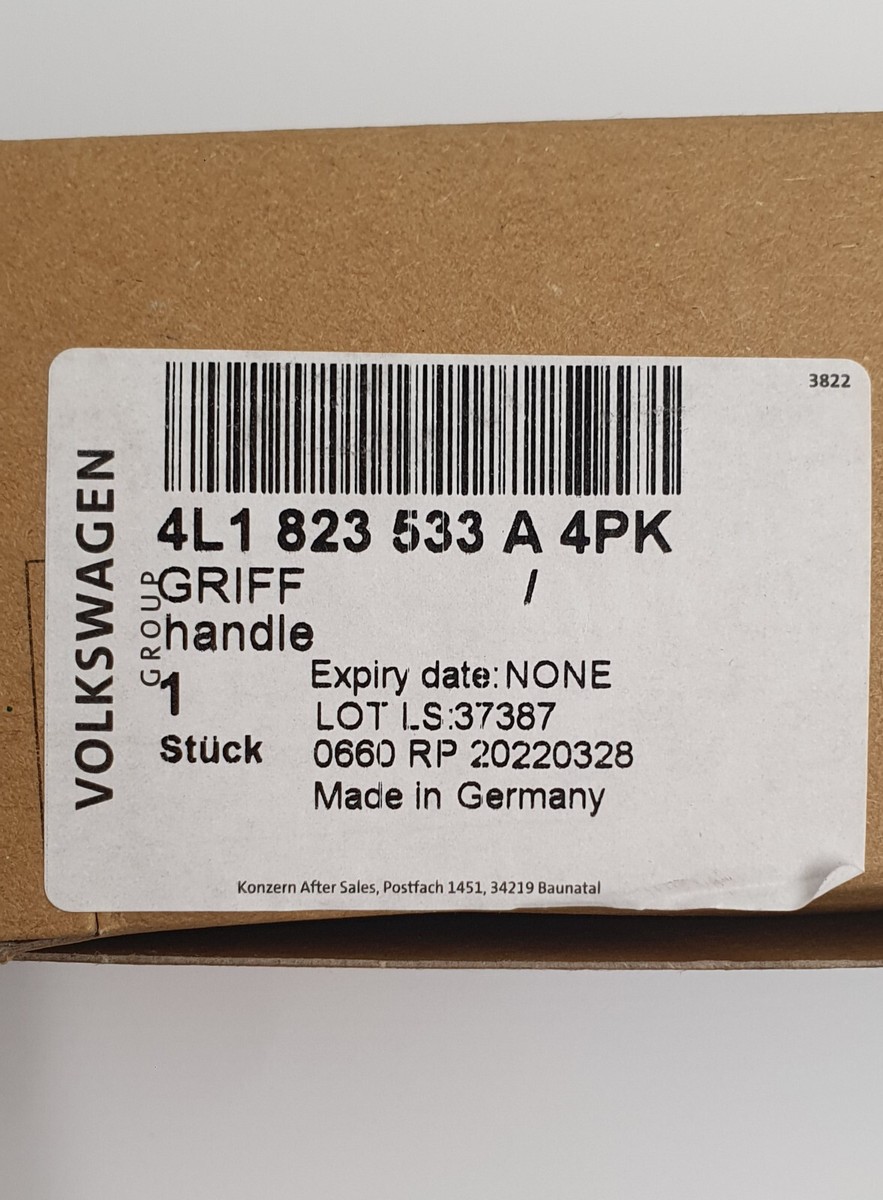 3822
VOLKSWAGEN
GROUP
4L1 823 533 A 4PK
GRIFF /
handle
1
Stück
Expiry date: NONE
LOT LS:37387
0660 RP 20220328
Made in Germany
Konzern After Sales, Postfach 1451, 34219 Baunatal